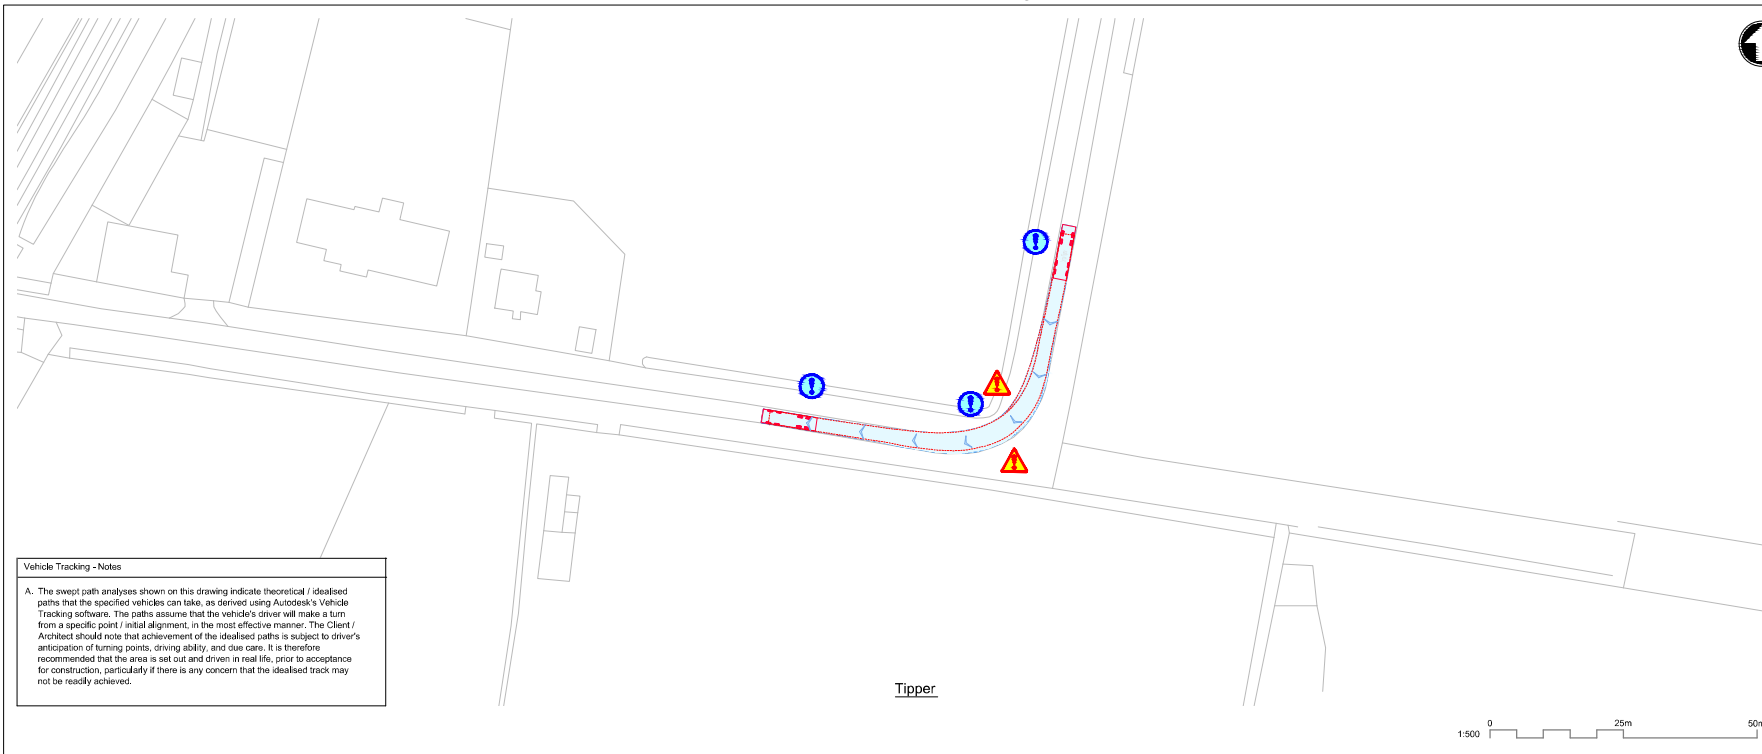 Vehicle Tracking - Notes
A. The swept path analyses shown on this drawing indicate theoretical / idealised
paths that the specified vehicles can take, as derived using Autodesk's Vehicle
Tracking software. The paths assume that the vehicle's driver will make a turn
from a specific point / initial alignment, in the most effective manner. The Client /
Architect should note that achievement of the idealised paths is subject to driver's
anticipation of turning points, driving ability, and due care. It is therefore
recommended that the area is set out and driven in real life, prior to acceptance
for construction, particularly if there is any concern that the idealised track may
not be readily achieved.
Tipper
0 25m 50m
1:500